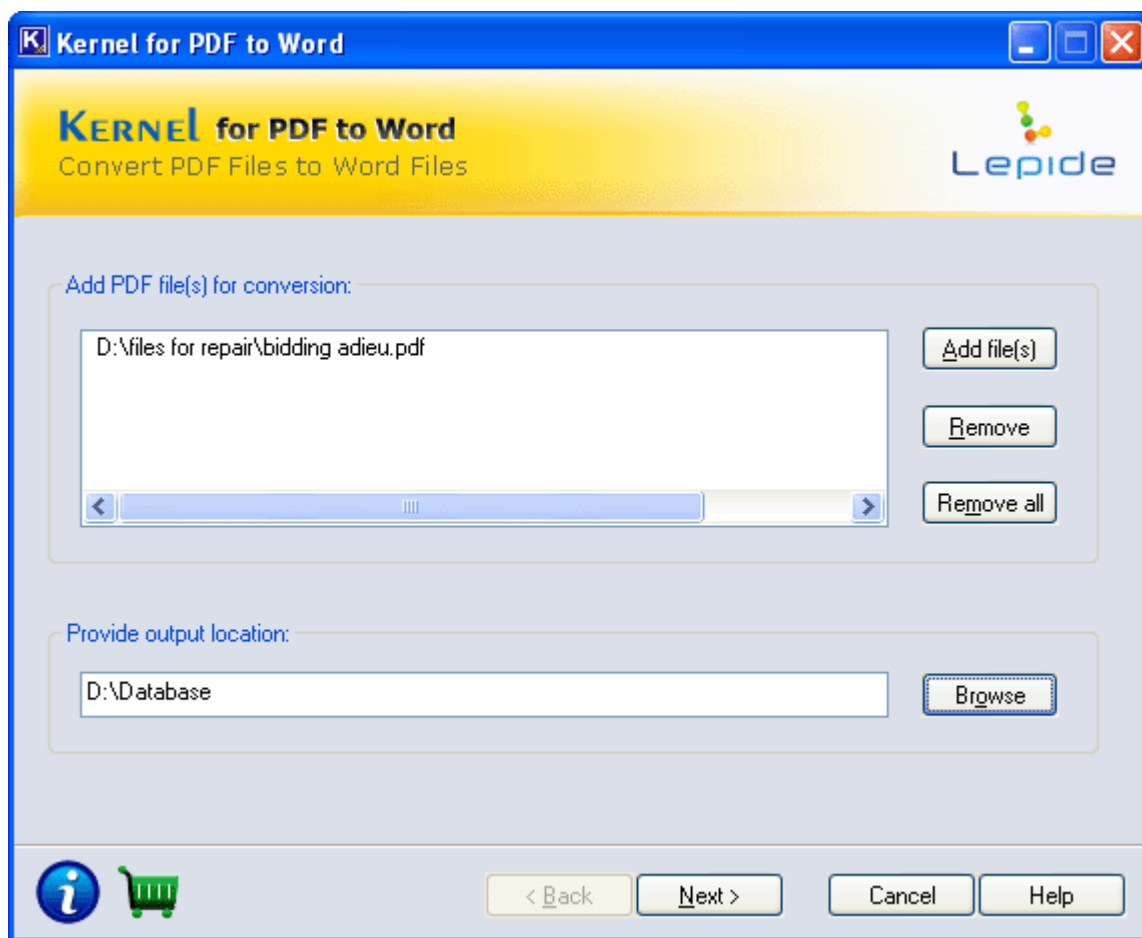 Kernel for PDF to Word
KERNEL for PDF to Word
Convert PDF Files to Word Files
Lepide
Add PDF file(s) for conversion:
D:\files for repair\bidding adieu.pdf
Add file(s)
Remove
Remove all
Provide output location:
D:\Database
Browse
< Back
Next >
Cancel
Help